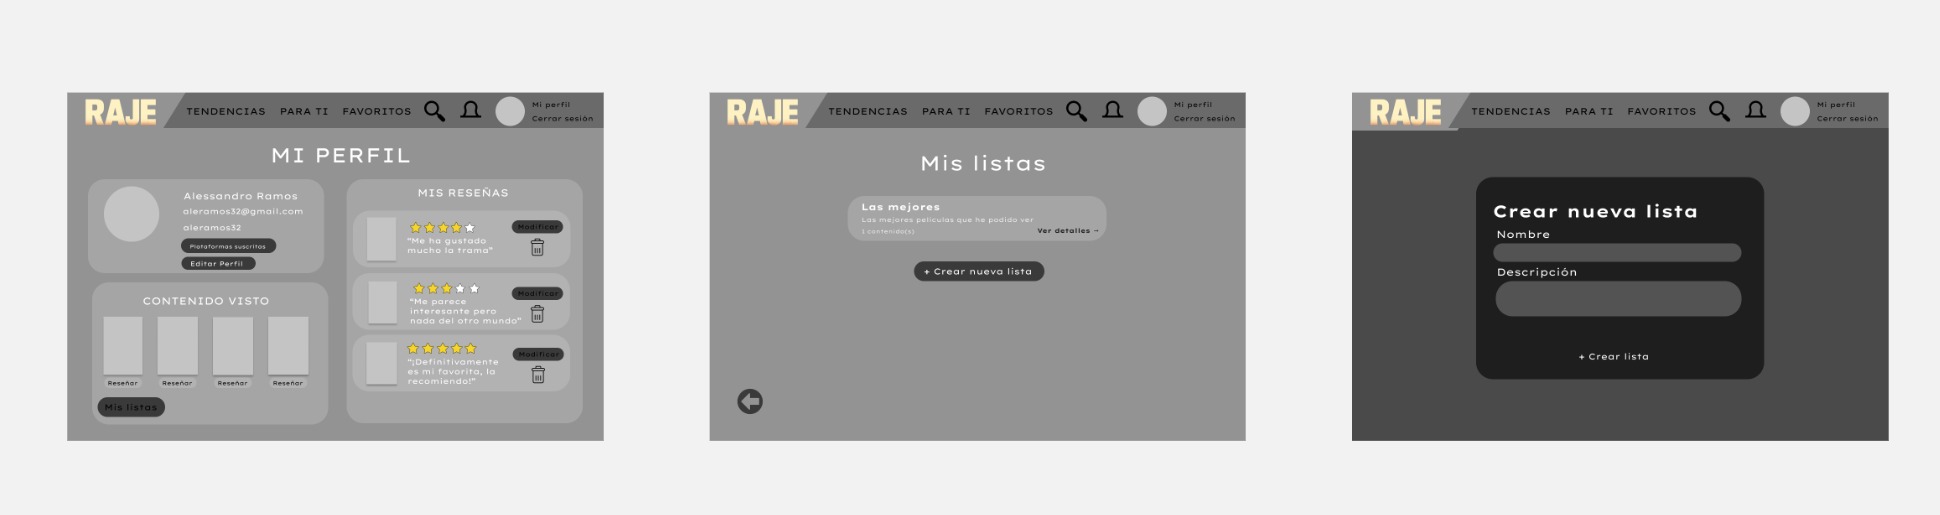 RAJE
TENDENCIAS PARA TI FAVORITOS
Mi perfil
Cerrar sesión
MI PERFIL
Alessandro Ramos
aleramos32@gmail.com
aleramos32
Plataformas suscritas
Editar Perfil
CONTENIDO VISTO
Reseñar Reseñar Reseñar Reseñar
Mis listas
MIS RESEÑAS
Modificar
"Me ha gustado
mucho la trama"
Modificar
"Me parece
interesante pero
nada del otro mundo"
Modificar
"¡Definitivamente
es mi favorita, la
recomiendo!"
RAJE
TENDENCIAS PARA TI FAVORITOS
Mi perfil
Cerrar sesión
Mis listas
Las mejores
Las mejores películas que he podido ver
1 contenido(s)
Ver detalles →
+ Crear nueva lista
RAJE
TENDENCIAS PARA TI FAVORITOS
Mi perfil
Cerrar sesión
Crear nueva lista
Nombre
Descripción
+ Crear lista